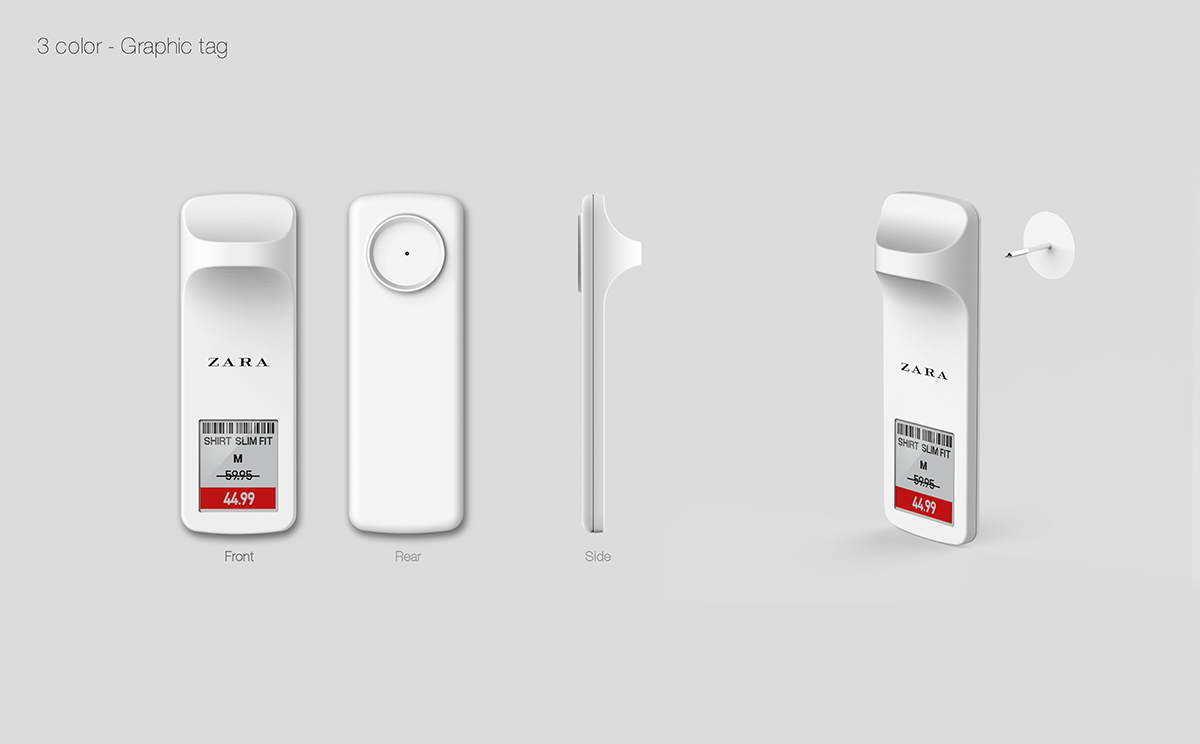 3 color - Graphic tag
ZARA
SHIRT SLIM FIT
M
59.95
44.99
Front
Rear
Side
ZARA
SHIRT SLIM FIT
M
59.95
44.99